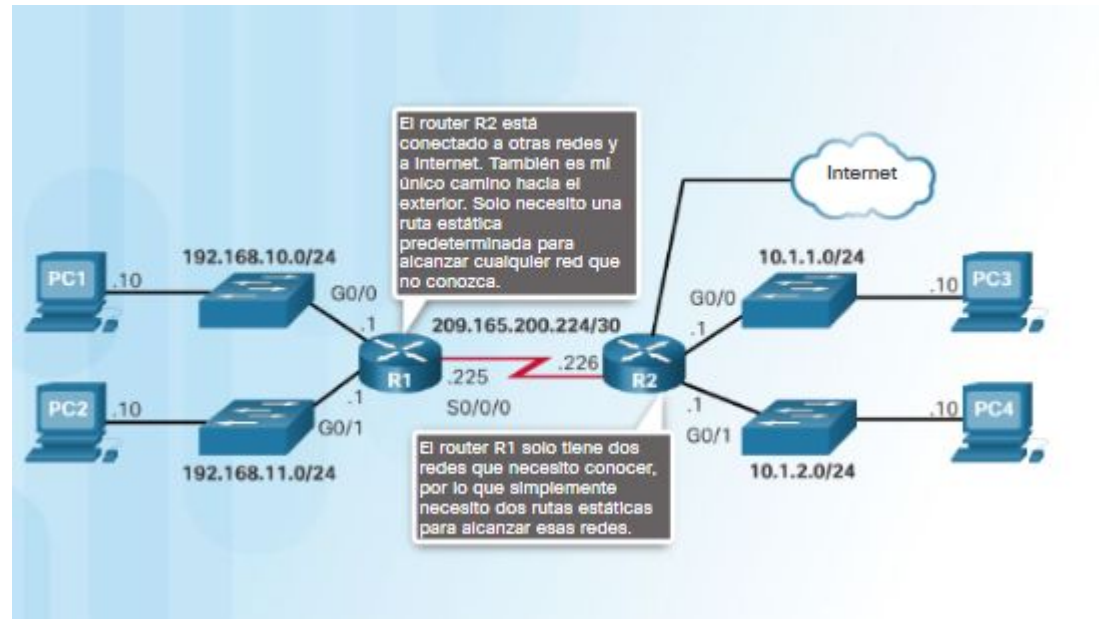 El router R2 está
conectado a otras redes y
a Internet. También es mi
único camino hacia el
exterior. Solo necesito una
ruta estática
predeterminada para
alcanzar cualquier red que
no conozca.
Internet
192.168.10.0/24
10.1.1.0/24
PC1
.10
G0/0
.1
209.165.200.224/30
G0/0
.1
.10
PC3
R1
.225
S0/0/0
.226
R2
PC2
.10
.1
G0/1
192.168.11.0/24
.1
G0/1
10.1.2.0/24
.10
PC4
El router R1 solo tiene dos
redes que necesito conocer,
por lo que simplemente
necesito dos rutas estáticas
para alcanzar esas redes.